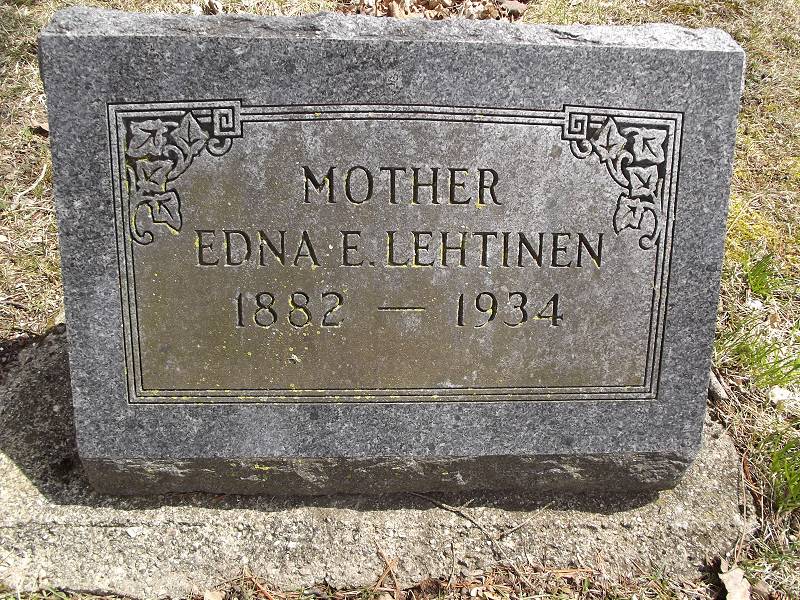 MOTHER
EDNA E. LEHTINEN
1882 — 1934